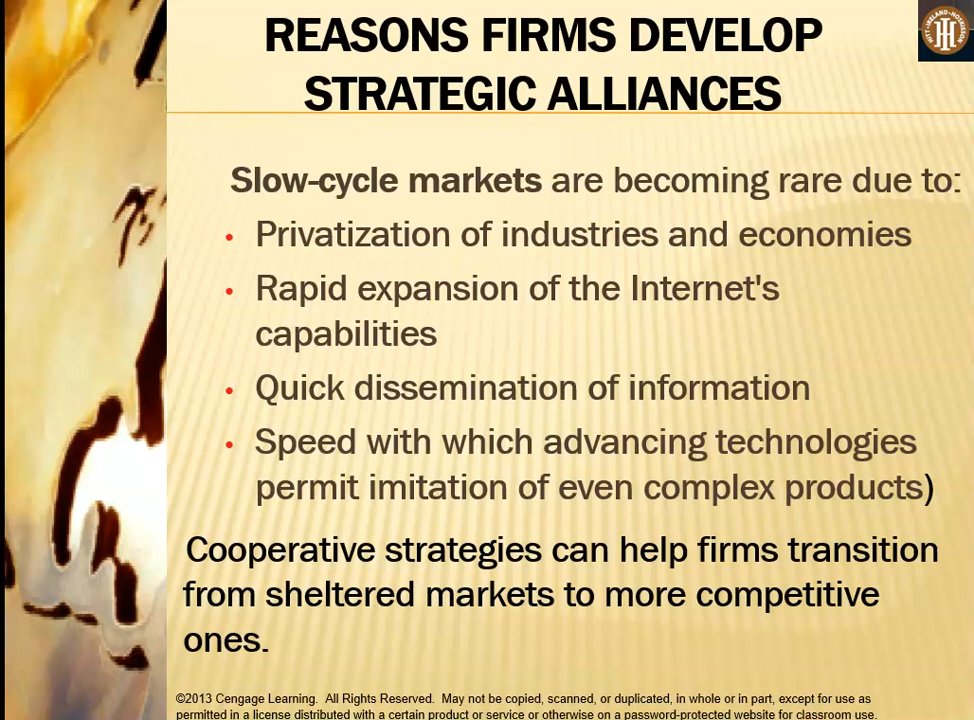 REASONS FIRMS DEVELOP
STRATEGIC ALLIANCES
HITT•IRELAND•HOSKISSON
Slow-cycle markets are becoming rare due to:
• Privatization of industries and economies
• Rapid expansion of the Internet's
capabilities
• Quick dissemination of information
• Speed with which advancing technologies
permit imitation of even complex products)
Cooperative strategies can help firms transition
from sheltered markets to more competitive
ones.
©2013 Cengage Learning. All Rights Reserved. May not be copied, scanned, or duplicated, in whole or in part, except for use as
permitted in a license distributed with a certain product or service or otherwise on a password-protected website for classroom use.